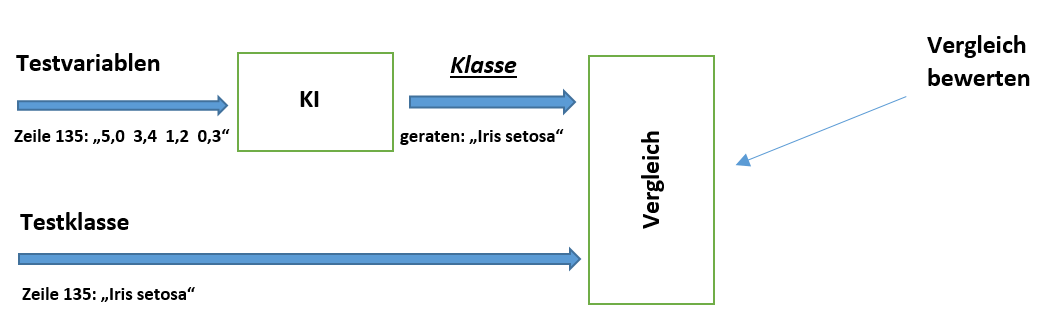 Testvariablen
Zeile 135: „5,0 3,4 1,2 0,3“
KI
Klasse
geraten: „Iris setosa“
Vergleich
Vergleich
bewerten
Testklasse
Zeile 135: „Iris setosa“